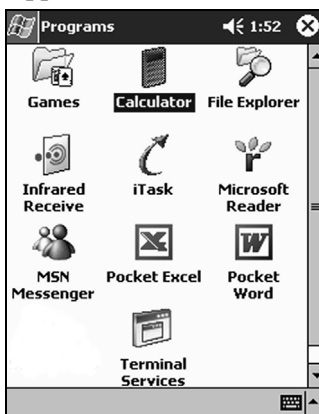 Programs 1:52
Games Calculator File Explorer
Infrared Receive iTask Microsoft Reader
MSN Messenger Pocket Excel Pocket Word
Terminal Services